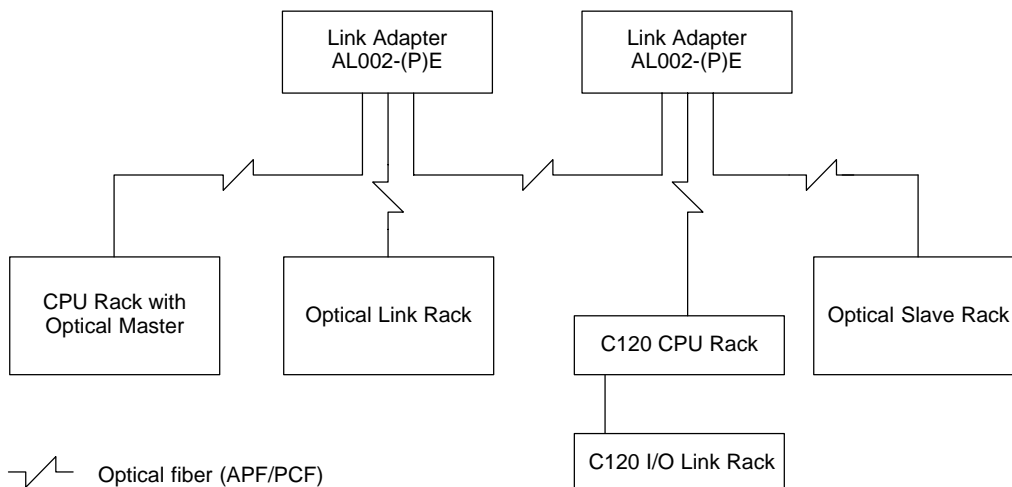 Link Adapter
AL002-(P)E
Link Adapter
AL002-(P)E
CPU Rack with
Optical Master
Optical Link Rack
C120 CPU Rack
Optical Slave Rack
C120 I/O Link Rack
Optical fiber (APF/PCF)